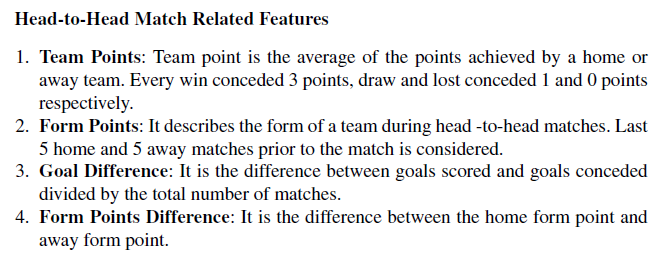 Head-to-Head Match Related Features
1. Team Points: Team point is the average of the points achieved by a home or
away team. Every win conceded 3 points, draw and lost conceded 1 and 0 points
respectively.
2. Form Points: It describes the form of a team during head -to-head matches. Last
5 home and 5 away matches prior to the match is considered.
3. Goal Difference: It is the difference between goals scored and goals conceded
divided by the total number of matches.
4. Form Points Difference: It is the difference between the home form point and
away form point.